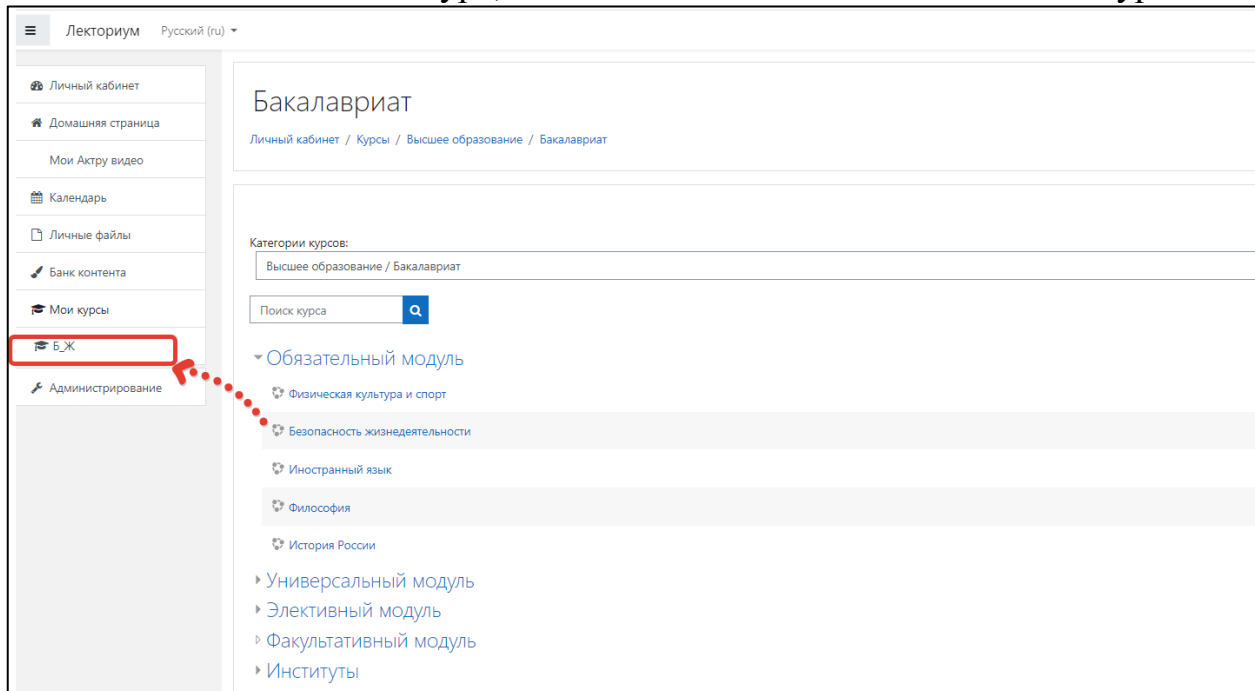 Лекториум Русский (ru)
Личный кабинет
Домашняя страница
Мои Актру видео
Календарь
Личные файлы
Банк контента
Мои курсы
Б_Ж
Администрирование
Бакалавриат
Личный кабинет / Курсы / Высшее образование / Бакалавриат
Категории курсов:
Высшее образование / Бакалавриат
Поиск курса
Обязательный модуль
Физическая культура и спорт
Безопасность жизнедеятельности
Иностранный язык
Философия
История России
Универсальный модуль
Элективный модуль
Факультативный модуль
Институты